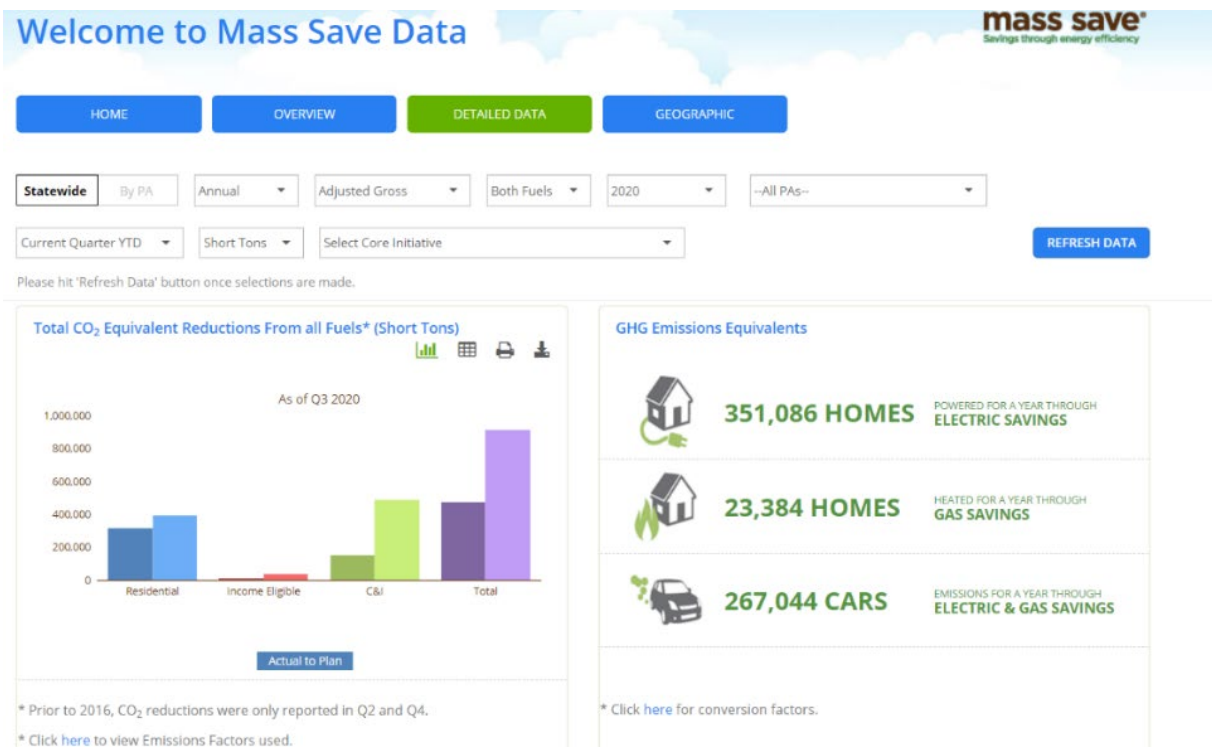 Welcome to Mass Save Data
mass save®
Savings through energy efficiency
HOME OVERVIEW DETAILED DATA GEOGRAPHIC
Statewide By PA Annual Adjusted Gross Both Fuels 2020 --All PAs--
Current Quarter YTD Short Tons Select Core Initiative REFRESH DATA
Please hit 'Refresh Data' button once selections are made.
Total CO₂ Equivalent Reductions From all Fuels* (Short Tons)
As of Q3 2020
1,000,000
800,000
600,000
400,000
200,000
0
Residential Income Eligible C&I Total
Actual to Plan
* Prior to 2016, CO₂ reductions were only reported in Q2 and Q4.
* Click here to view Emissions Factors used.
GHG Emissions Equivalents
351,086 HOMES
POWERED FOR A YEAR THROUGH
ELECTRIC SAVINGS
23,384 HOMES
HEATED FOR A YEAR THROUGH
GAS SAVINGS
267,044 CARS
EMISSIONS FOR A YEAR THROUGH
ELECTRIC & GAS SAVINGS
* Click here for conversion factors.